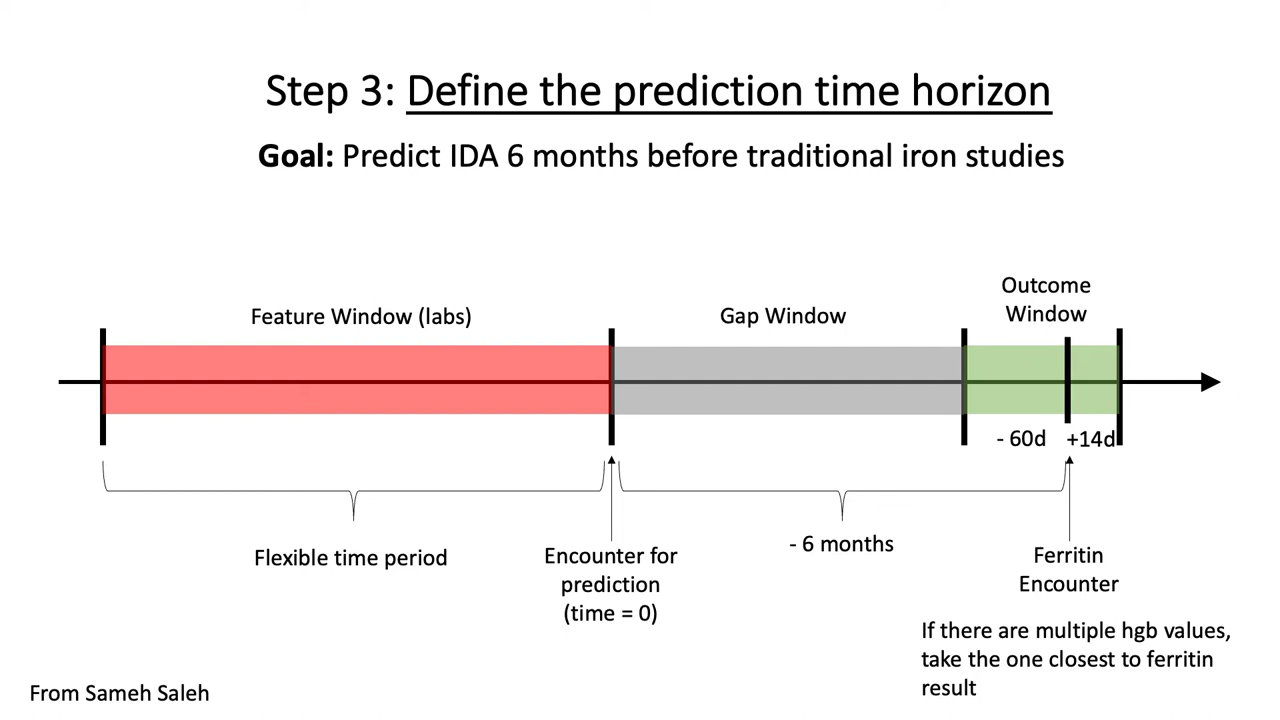 Step 3: Define the prediction time horizon
Goal: Predict IDA 6 months before traditional iron studies
Feature Window (labs)
Gap Window
Outcome
Window
- 60d
+14d
Flexible time period
Encounter for
prediction
(time = 0)
- 6 months
Ferritin
Encounter
If there are multiple hgb values,
take the one closest to ferritin
result
From Sameh Saleh